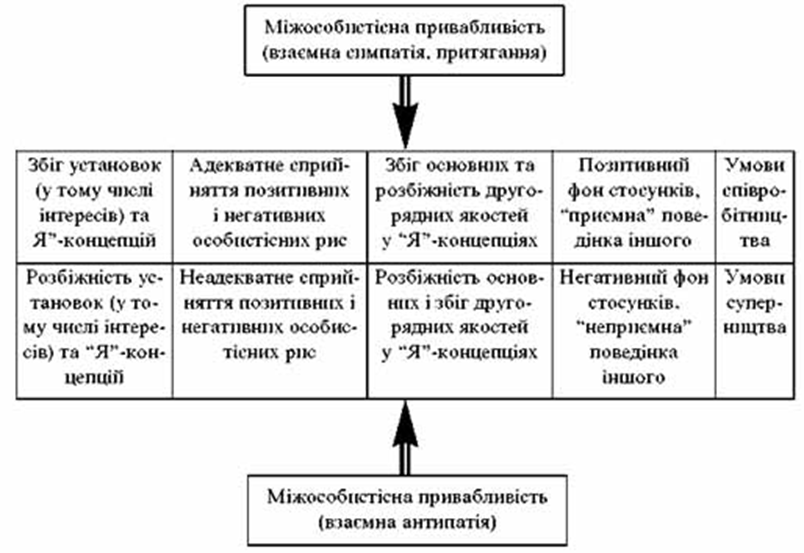 Міжособистісна привабливість
(взаємна симпатія, притягання)
Збіг установок
(у тому числі
інтересів) та
Я”-концепцій
Адекватне сприй-
няття позитивних
і негативних
особистісних рис
Збіг основних та
розбіжність друго-
рядних якостей
у “Я”-концепціях
Позитивний
фон стосунків,
“приємна” пове-
дінка іншого
Умови
співро-
бітниц-
тва
Розбіжність ус-
тановок (у то-
му числі інтере-
сів) та “Я”-кон-
цепцій
Неадекватне сприй-
няття позитивних і
негативних особис-
тісних рис
Розбіжність основ-
них і збіг друго-
рядних якостей
у “Я”-концепціях
Негативний фон
стосунків,
“неприємна”
поведінка
іншого
Умови
супер-
ництва
Міжособистісна привабливість
(взаємна антипатія)